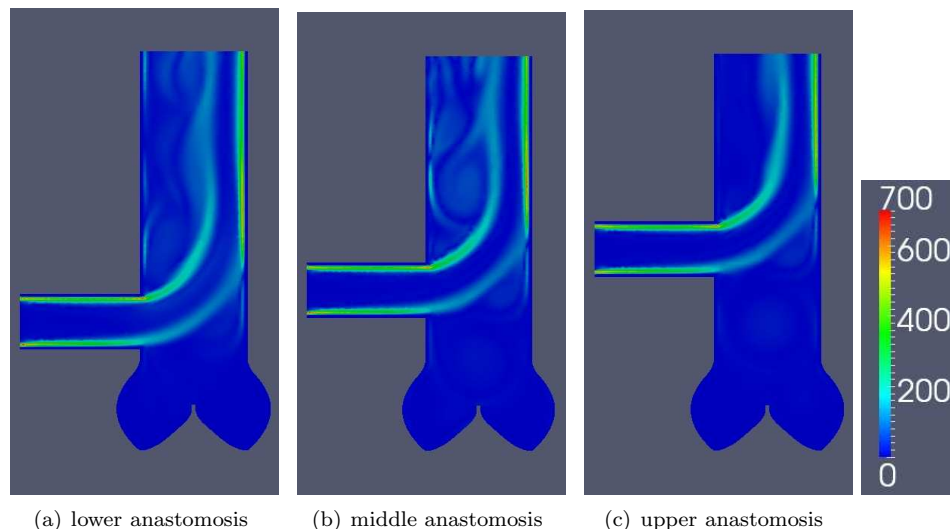 700
600
400
200
0
(a) lower anastomosis
(b) middle anastomosis
(c) upper anastomosis